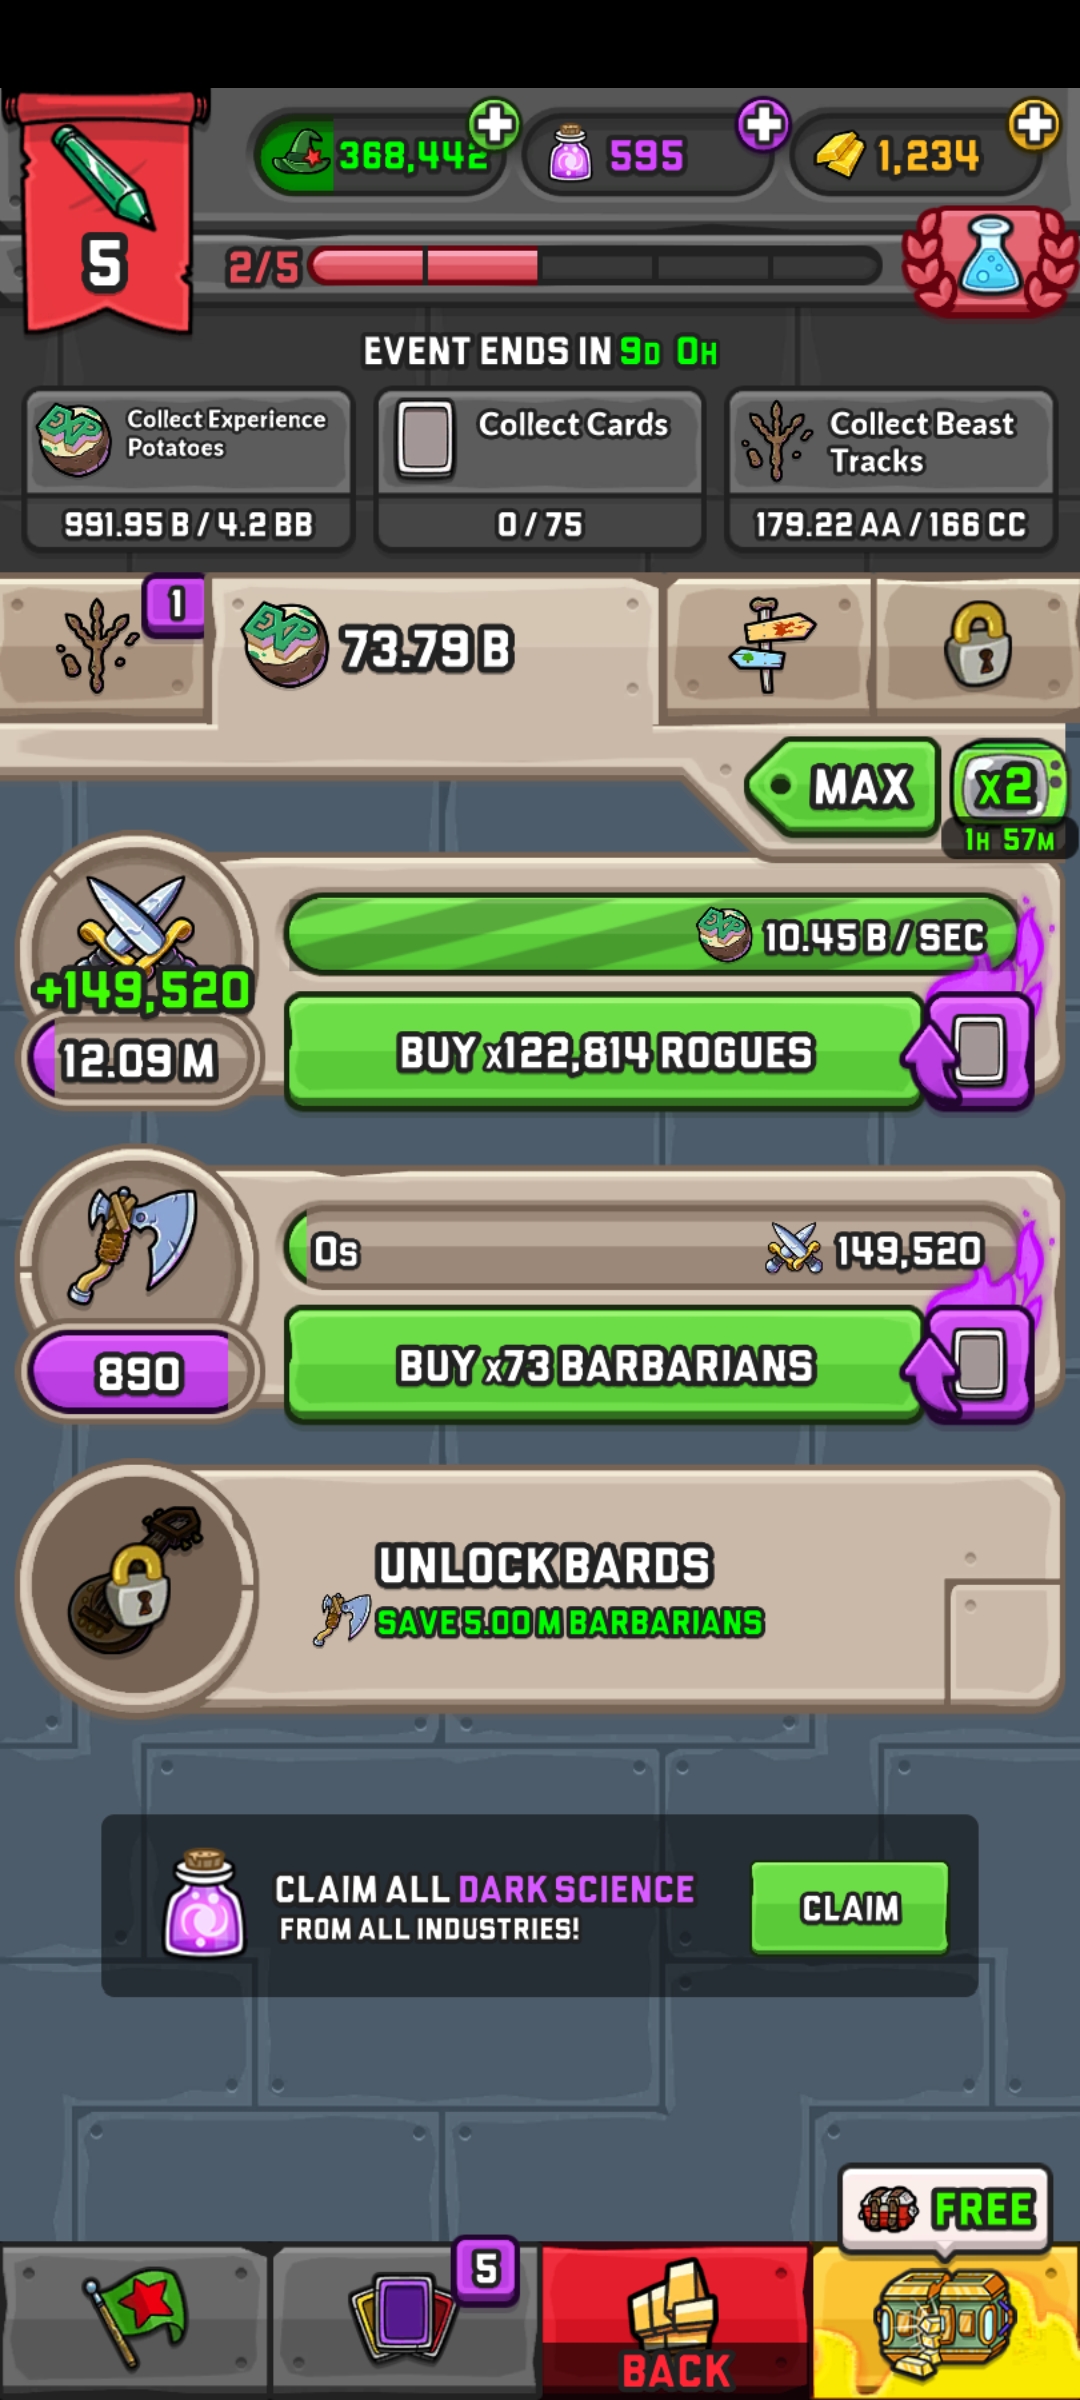 368,442
595
1,234
5
2/5
EVENT ENDS IN 9D 0H
Collect Experience
Potatoes
991.95 B / 4.2 BB
Collect Cards
0 / 75
Collect Beast
Tracks
179.22 AA / 166 CC
1
EXP
73.79 B
MAX
x2
1H 57M
+149,520
12.09 M
10.45 B / SEC
BUY x122,814 ROGUES
0s
149,520
890
BUY x73 BARBARIANS
UNLOCK BARDS
SAVE 5.00 M BARBARIANS
CLAIM ALL DARK SCIENCE
FROM ALL INDUSTRIES!
CLAIM
FREE
5
BACK